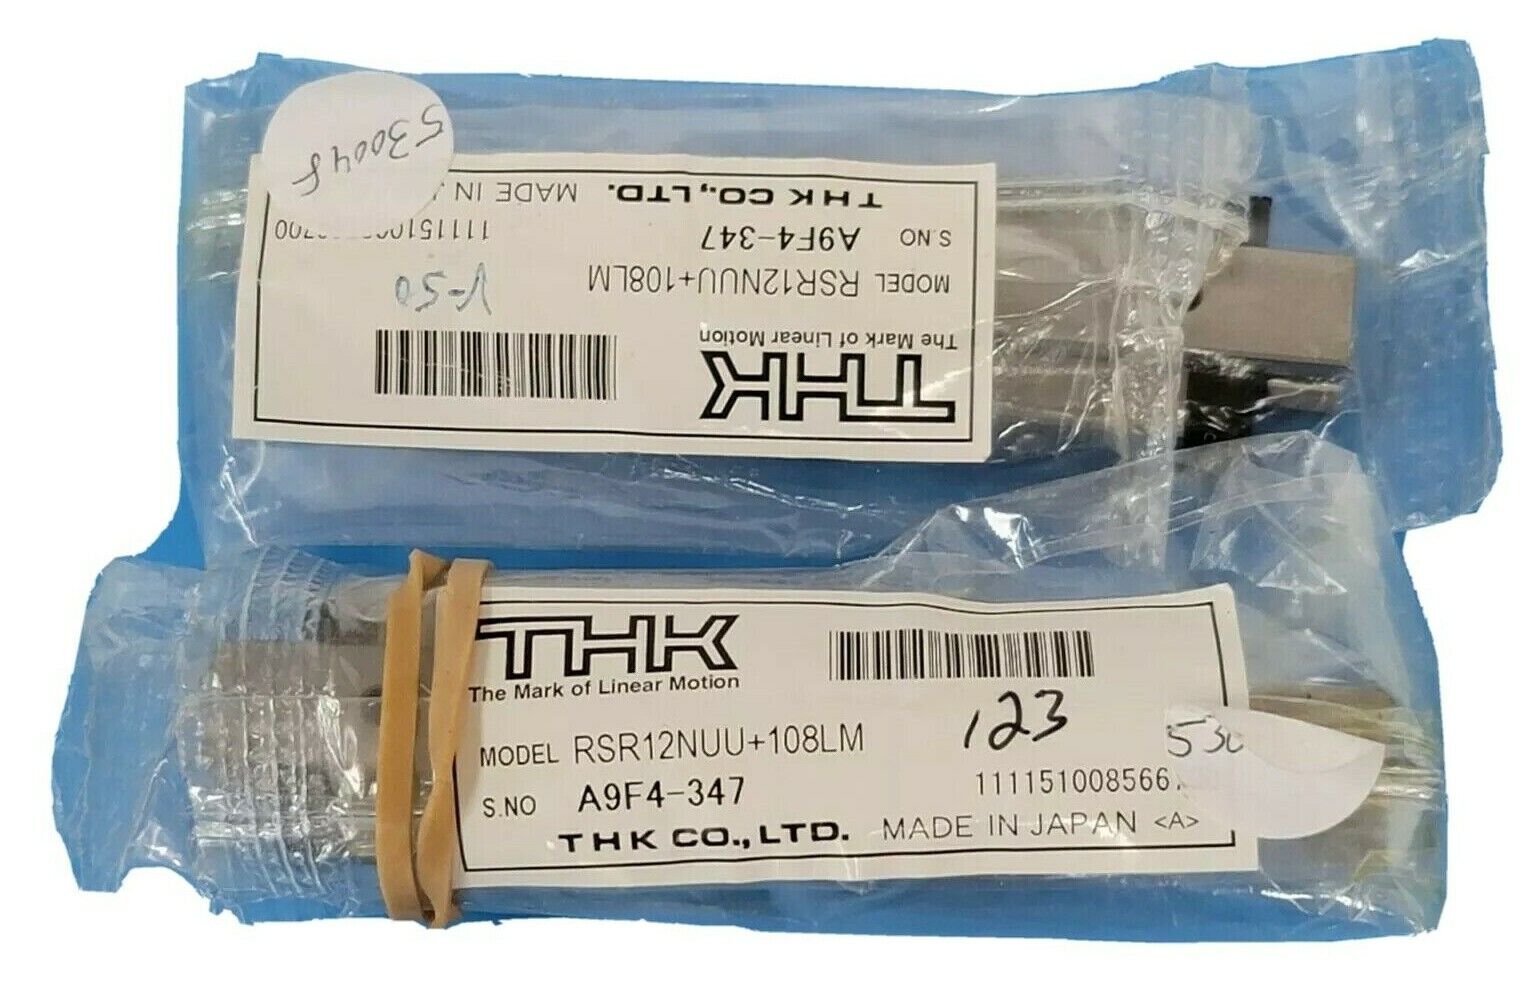 53004
THK
The Mark of Linear Motion
MODEL RSR12NUU+108LM
V-50
S.NO A9F4-347
THK CO., LTD. MADE IN
THK
The Mark of Linear Motion
123
MODEL RSR12NUU+108LM
530
S.NO A9F4-347
111151008566
THK CO., LTD. MADE IN JAPAN <A>